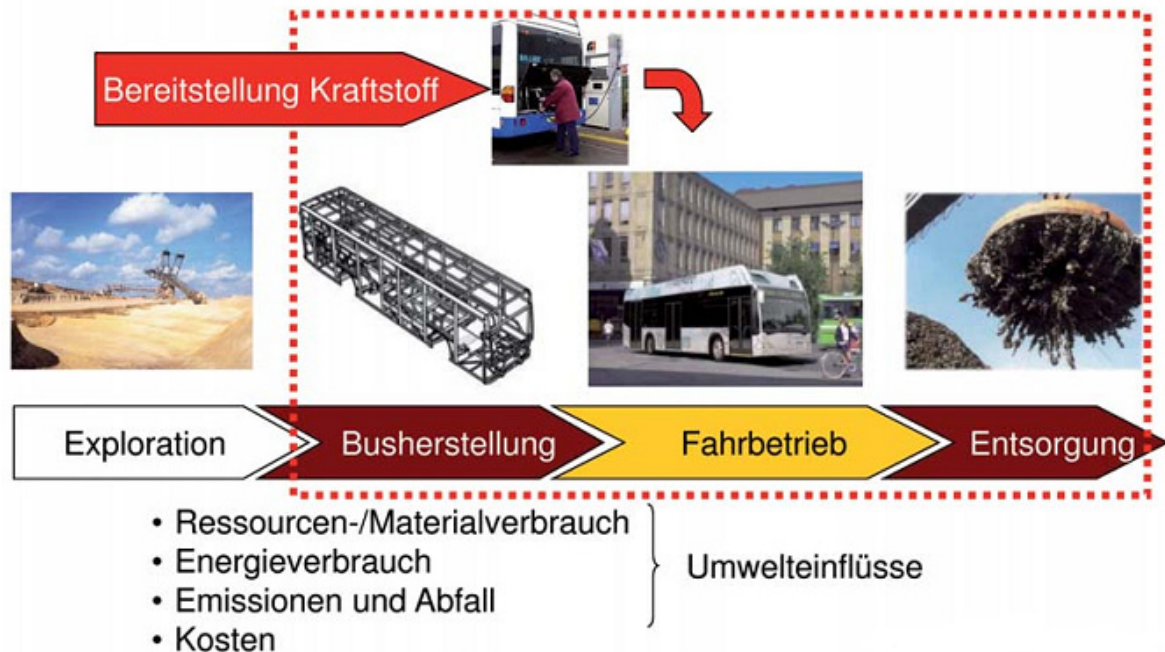 Bereitstellung Kraftstoff
Exploration
Busherstellung
Fahrbetrieb
Entsorgung
• Ressourcen-/Materialverbrauch
• Energieverbrauch
• Emissionen und Abfall
• Kosten
Umwelteinflüsse